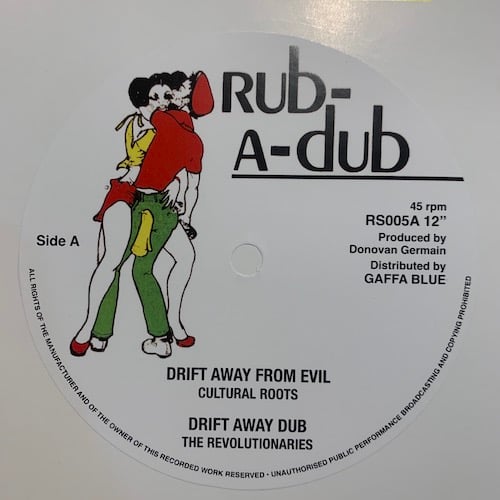 RUB-
A-dub
45 rpm
RS005A 12”
Produced by
Donovan Germain
Distributed by
GAFFA BLUE
Side A
DRIFT AWAY FROM EVIL
CULTURAL ROOTS
DRIFT AWAY DUB
THE REVOLUTIONARIES
ALL RIGHTS OF THE MANUFACTURER AND OF THE OWNER OF THIS RECORDED WORK RESERVED • UNAUTHORISED PUBLIC PERFORMANCE BROADCASTING AND COPYING PROHIBITED